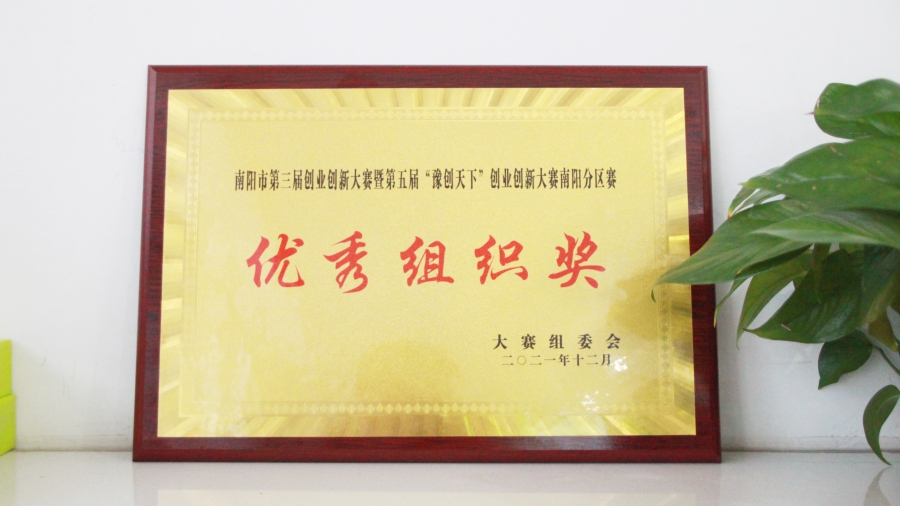 南阳市第三届创业创新大赛暨第五届“豫创天下”创业创新大赛南阳分区赛
优秀组织奖
大赛组委会
二〇二一年十二月